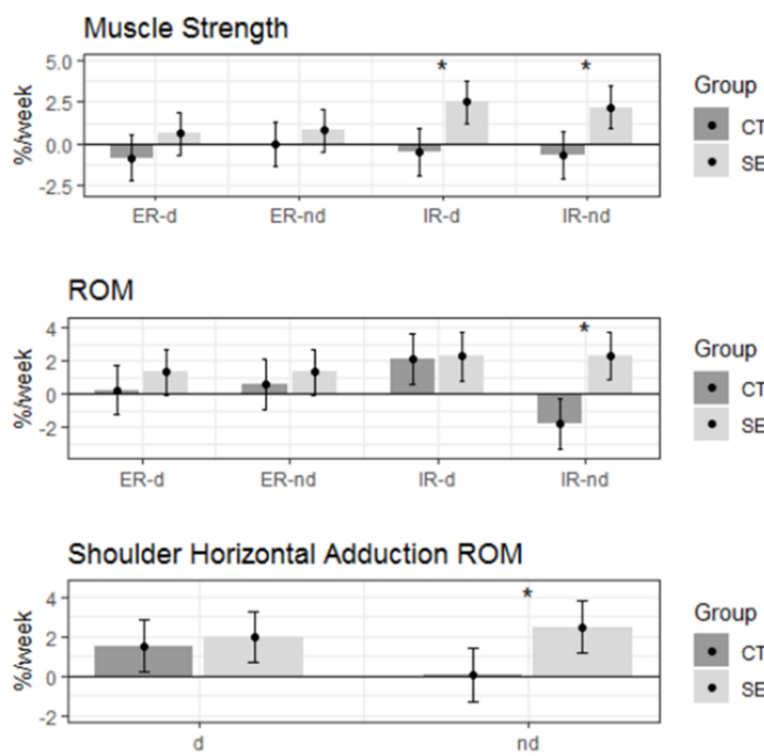 Muscle Strength
5.0
2.5
0.0
-2.5
%/week
*
*
ER-d
ER-nd
IR-d
IR-nd
Group
CT
SE
ROM
4
2
0
-2
%/week
*
ER-d
ER-nd
IR-d
IR-nd
Group
CT
SE
Shoulder Horizontal Adduction ROM
4
2
0
-2
%/week
*
d
nd
Group
CT
SE